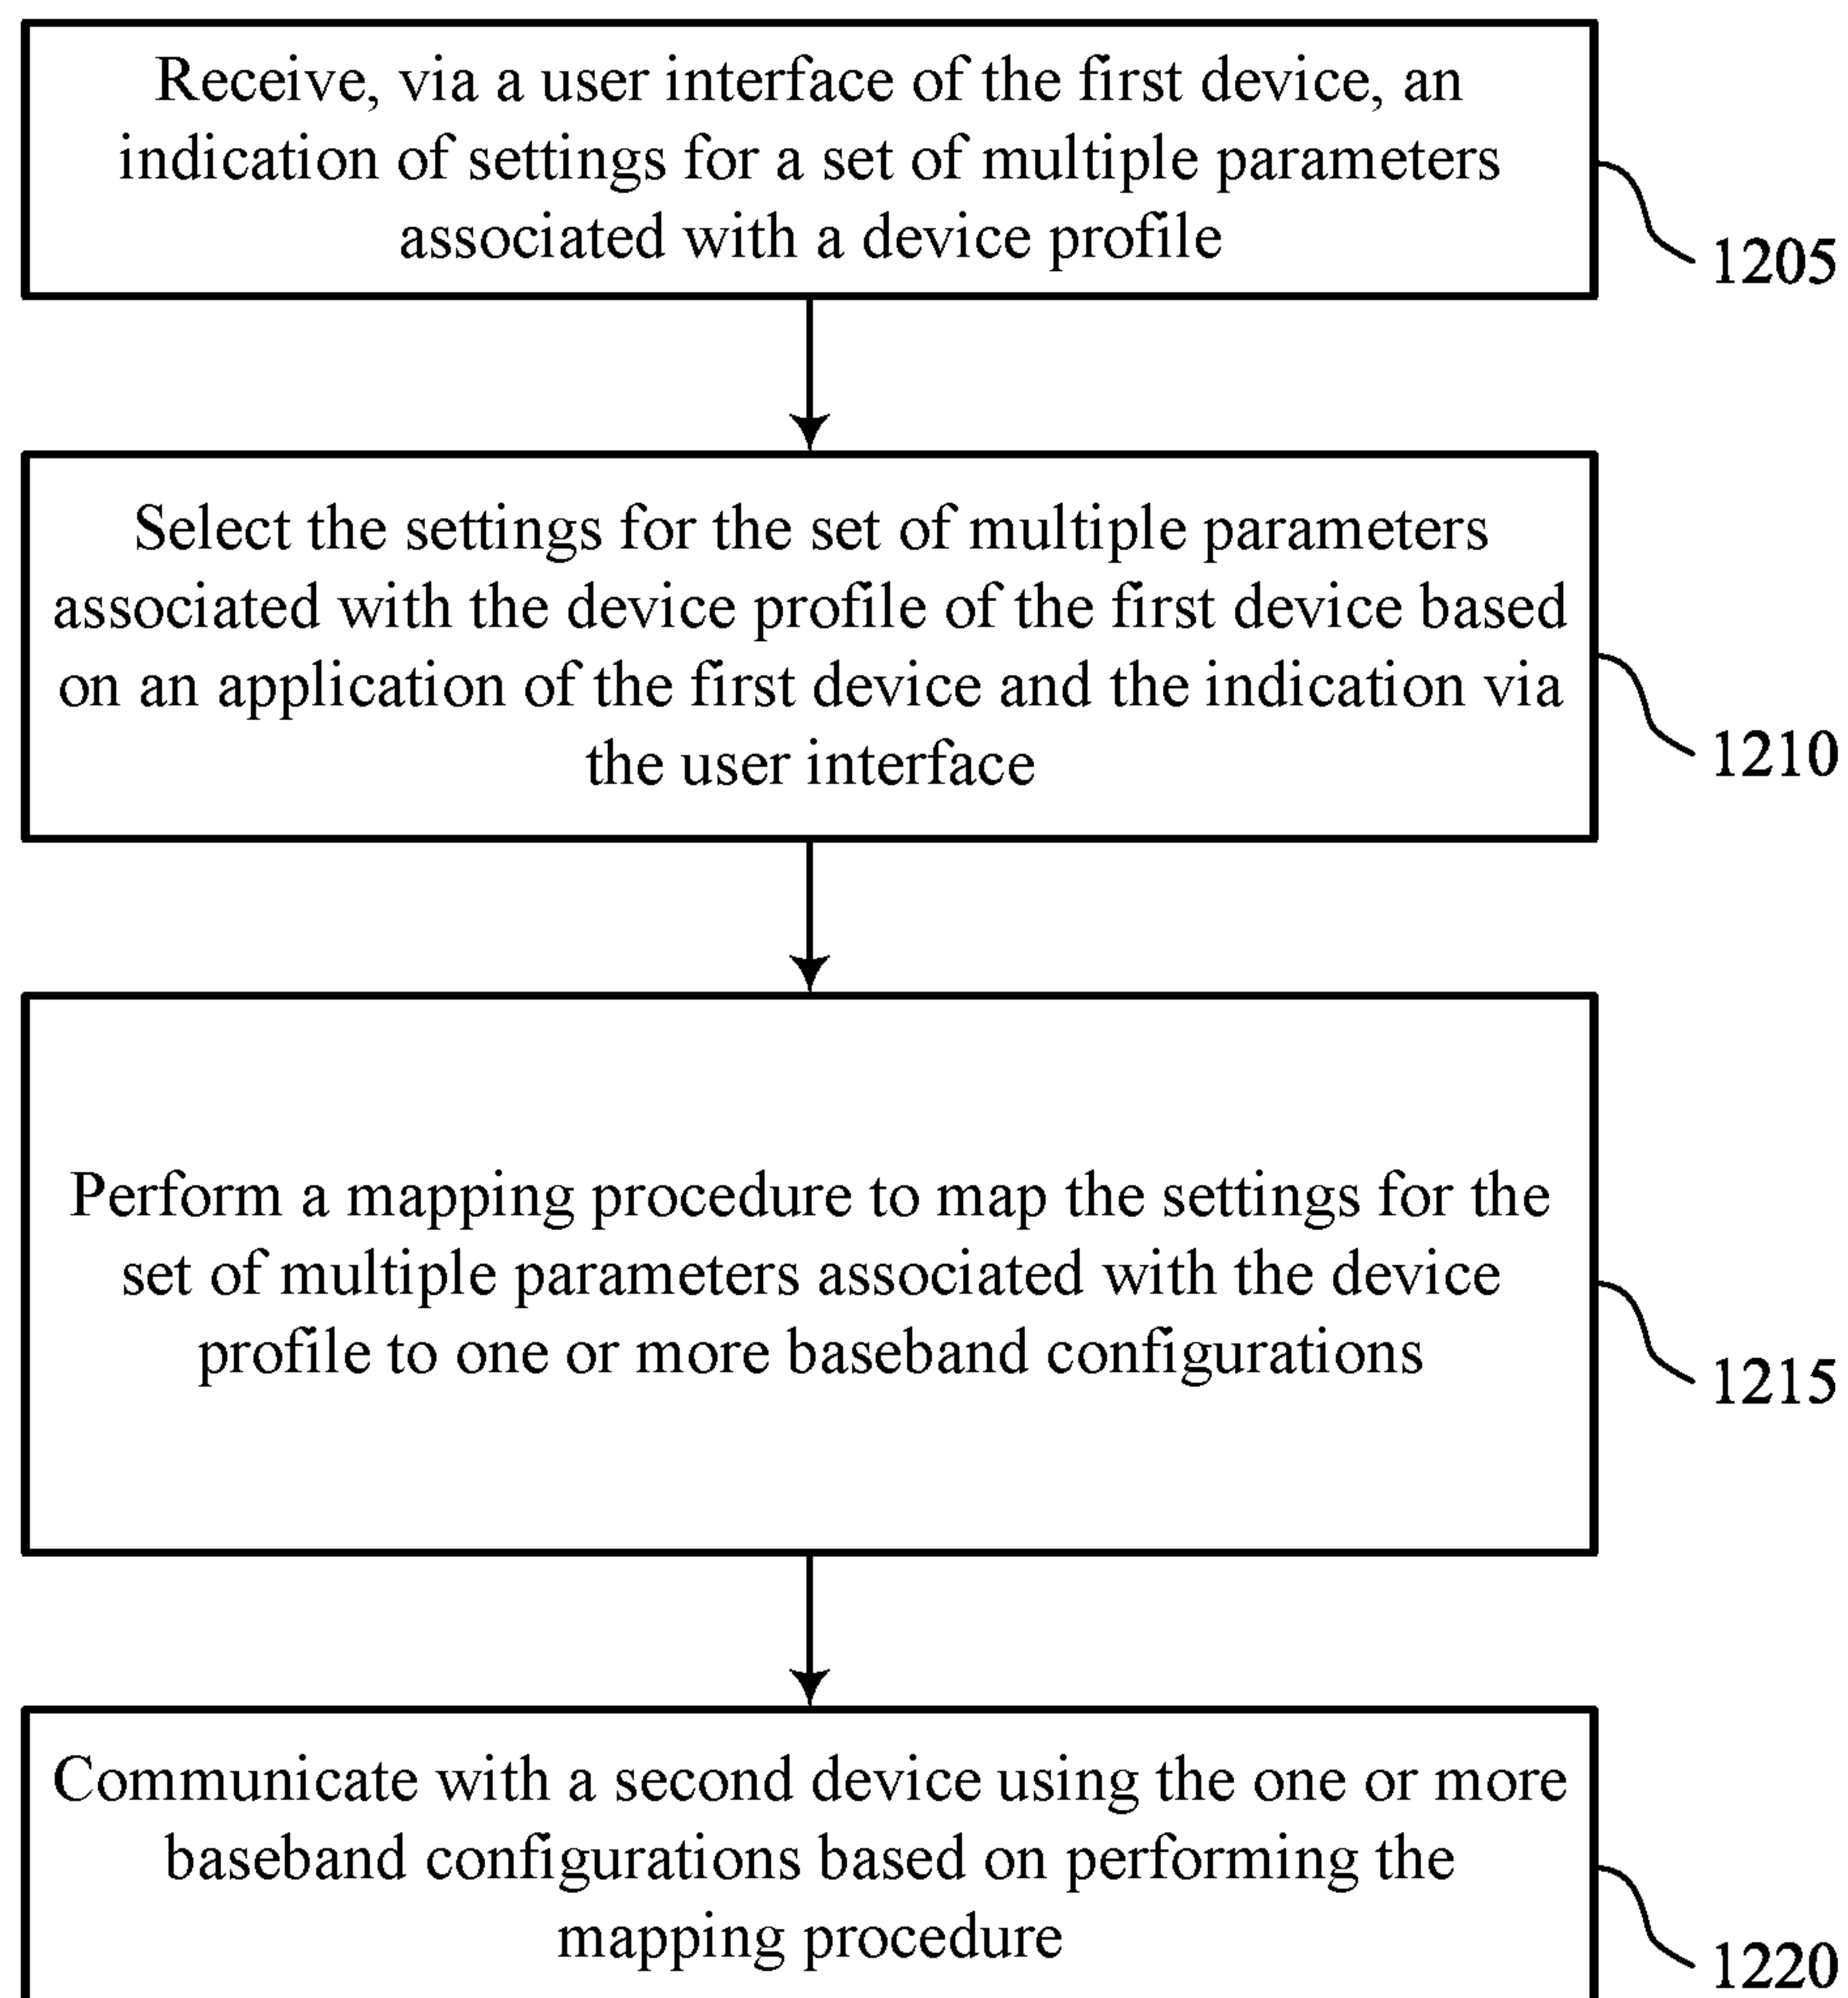 Receive, via a user interface of the first device, an
indication of settings for a set of multiple parameters
associated with a device profile
1205
Select the settings for the set of multiple parameters
associated with the device profile of the first device based
on an application of the first device and the indication via
the user interface
1210
Perform a mapping procedure to map the settings for the
set of multiple parameters associated with the device
profile to one or more baseband configurations
1215
Communicate with a second device using the one or more
baseband configurations based on performing the
mapping procedure
1220